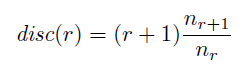 disc(r) = (r + 1) \frac{n_{r+1}}{n_r}